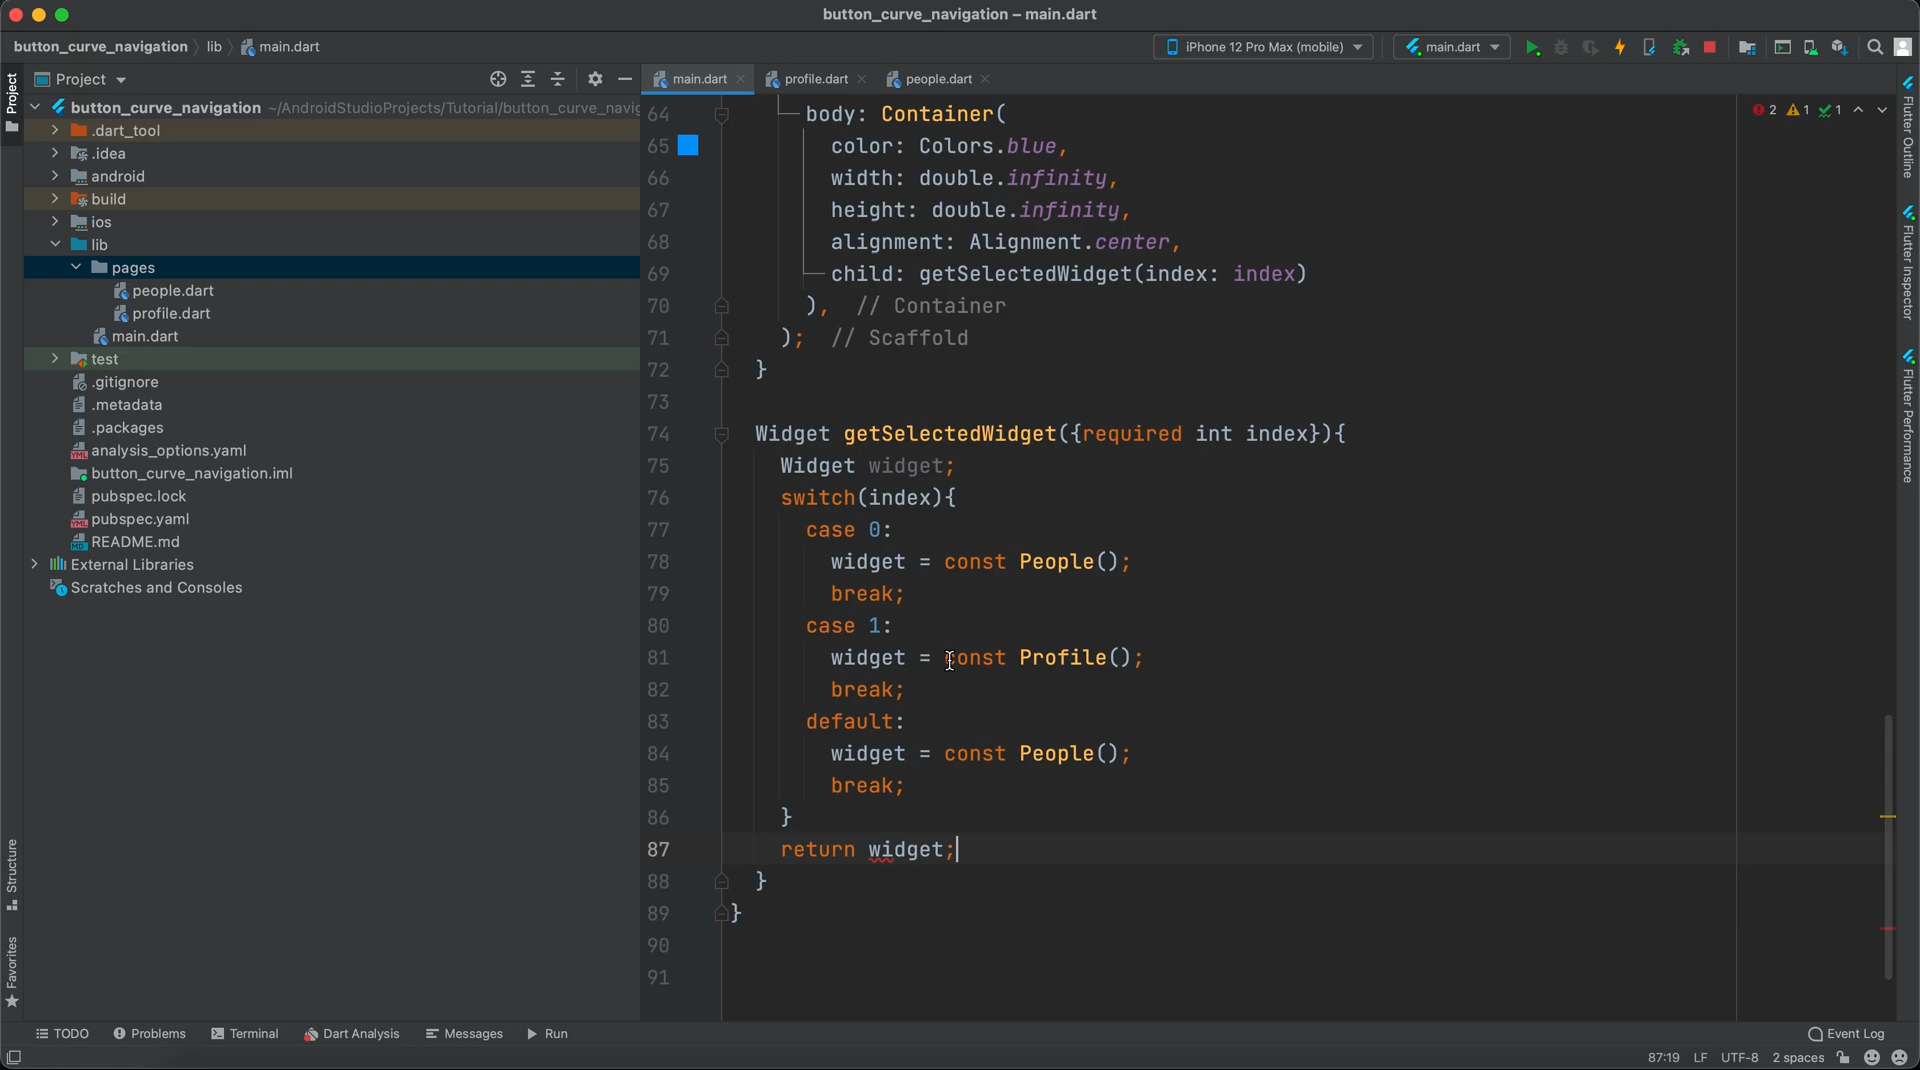 button_curve_navigation – main.dart
button_curve_navigation lib main.dart
iPhone 12 Pro Max (mobile) main.dart
Project
Project
button_curve_navigation ~/AndroidStudioProjects/Tutorial/button_curve_navig
.dart_tool
.idea
android
build
ios
lib
pages
people.dart
profile.dart
main.dart
test
.gitignore
.metadata
.packages
analysis_options.yaml
button_curve_navigation.iml
pubspec.lock
pubspec.yaml
README.md
External Libraries
Scratches and Consoles
Structure
Favorites
main.dart profile.dart people.dart
2 1 1
64 body: Container(
65 color: Colors.blue,
66 width: double.infinity,
67 height: double.infinity,
68 alignment: Alignment.center,
69 child: getSelectedWidget(index: index)
70 ), // Container
71 ); // Scaffold
72 }
73
74 Widget getSelectedWidget({required int index}){
75 Widget widget;
76 switch(index){
77 case 0:
78 widget = const People();
79 break;
80 case 1:
81 widget = const Profile();
82 break;
83 default:
84 widget = const People();
85 break;
86 }
87 return widget;
88 }
89 }
90
91
Flutter Outline
Flutter Inspector
Flutter Performance
TODO Problems Terminal Dart Analysis Messages Run Event Log
87:19 LF UTF-8 2 spaces